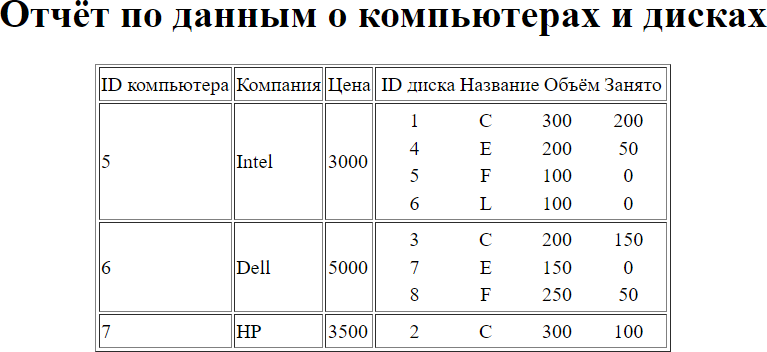 Отчёт по данным о компьютерах и дисках
ID компьютера Компания Цена ID диска Название Объём Занято
1 C 300 200
4 E 200 50
5 Intel 3000
5 F 100 0
6 L 100 0
3 C 200 150
6 Dell 5000 7 E 150 0
8 F 250 50
7 HP 3500 2 C 300 100